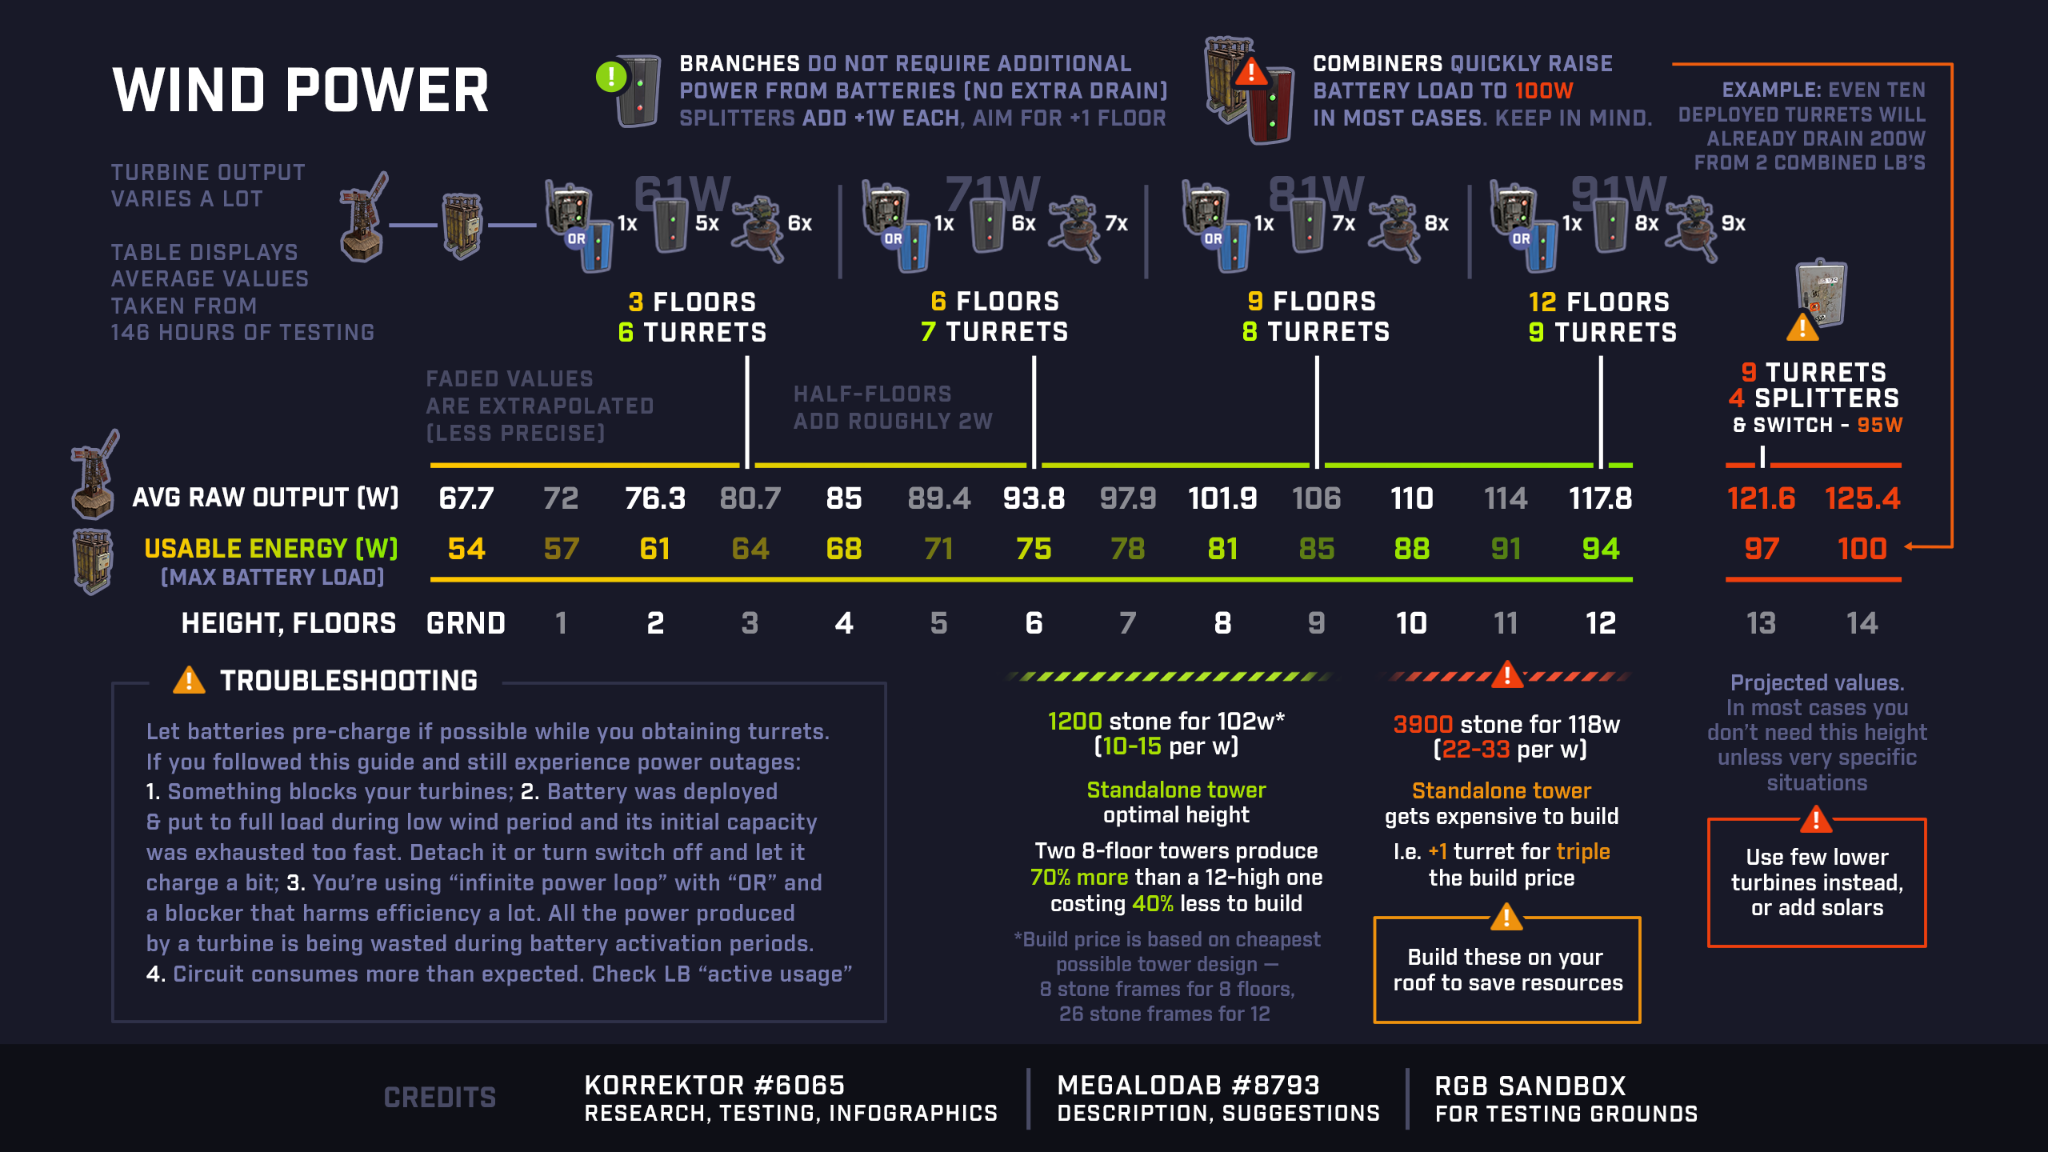 WIND POWER
BRANCHES DO NOT REQUIRE ADDITIONAL
POWER FROM BATTERIES (NO EXTRA DRAIN)
SPLITTERS ADD +1W EACH, AIM FOR +1 FLOOR
COMBINERS QUICKLY RAISE
BATTERY LOAD TO 100W
IN MOST CASES. KEEP IN MIND.
EXAMPLE: EVEN TEN
DEPLOYED TURRETS WILL
ALREADY DRAIN 200W
FROM 2 COMBINED LB'S
TURBINE OUTPUT
VARIES A LOT
TABLE DISPLAYS
AVERAGE VALUES
TAKEN FROM
146 HOURS OF TESTING
61W
OR 1x 5x 6x
3 FLOORS
6 TURRETS
71W
OR 1x 6x 7x
6 FLOORS
7 TURRETS
81W
OR 1x 7x 8x
9 FLOORS
8 TURRETS
91W
OR 1x 8x 9x
12 FLOORS
9 TURRETS
9 TURRETS
4 SPLITTERS
& SWITCH - 95W
FADED VALUES
ARE EXTRAPOLATED
(LESS PRECISE)
HALF-FLOORS
ADD ROUGHLY 2W
AVG RAW OUTPUT (W) 67.7 72 76.3 80.7 85 89.4 93.8 97.9 101.9 106 110 114 117.8 121.6 125.4
USABLE ENERGY (W) 54 57 61 64 68 71 75 78 81 85 88 91 94 97 100
(MAX BATTERY LOAD)
HEIGHT, FLOORS GRND 1 2 3 4 5 6 7 8 9 10 11 12 13 14
TROUBLESHOOTING
Let batteries pre-charge if possible while you obtaining turrets.
If you followed this guide and still experience power outages:
1. Something blocks your turbines; 2. Battery was deployed
& put to full load during low wind period and its initial capacity
was exhausted too fast. Detach it or turn switch off and let it
charge a bit; 3. You're using “infinite power loop” with “OR” and
a blocker that harms efficiency a lot. All the power produced
by a turbine is being wasted during battery activation periods.
4. Circuit consumes more than expected. Check LB “active usage”
1200 stone for 102w*
(10-15 per w)
Standalone tower
optimal height
Two 8-floor towers produce
70% more than a 12-high one
costing 40% less to build
*Build price is based on cheapest
possible tower design —
8 stone frames for 8 floors,
26 stone frames for 12
3900 stone for 118w
(22-33 per w)
Standalone tower
gets expensive to build
I.e. +1 turret for triple
the build price
Build these on your
roof to save resources
Projected values.
In most cases you
don't need this height
unless very specific
situations
Use few lower
turbines instead,
or add solars
CREDITS
KORREKTOR #6065
RESEARCH, TESTING, INFOGRAPHICS
MEGALODAB #8793
DESCRIPTION, SUGGESTIONS
RGB SANDBOX
FOR TESTING GROUNDS